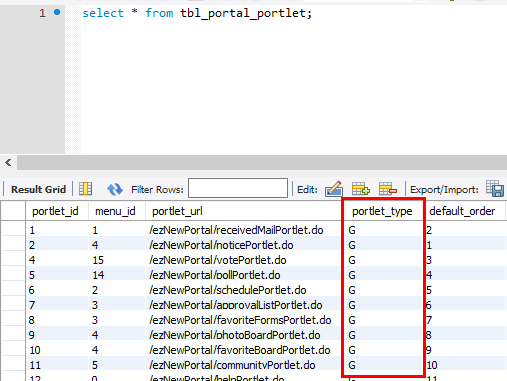 1 select * from tbl_portal_portlet;
Result Grid Filter Rows: Edit: Export/Import:
portlet_id menu_id portlet_url portlet_type default_order
1 1 /ezNewPortal/receivedMailPortlet.do G 2
2 4 /ezNewPortal/noticePortlet.do G 1
4 15 /ezNewPortal/votePortlet.do G 3
5 14 /ezNewPortal/pollPortlet.do G 4
6 2 /ezNewPortal/schedulePortlet.do G 5
7 3 /ezNewPortal/approvalListPortlet.do G 6
8 3 /ezNewPortal/favoriteFormsPortlet.do G 7
9 4 /ezNewPortal/photoBoardPortlet.do G 8
10 4 /ezNewPortal/favoriteBoardPortlet.do G 9
11 5 /ezNewPortal/communityPortlet.do G 10
12 0 /ezNewPortal/helpPortlet.do 11